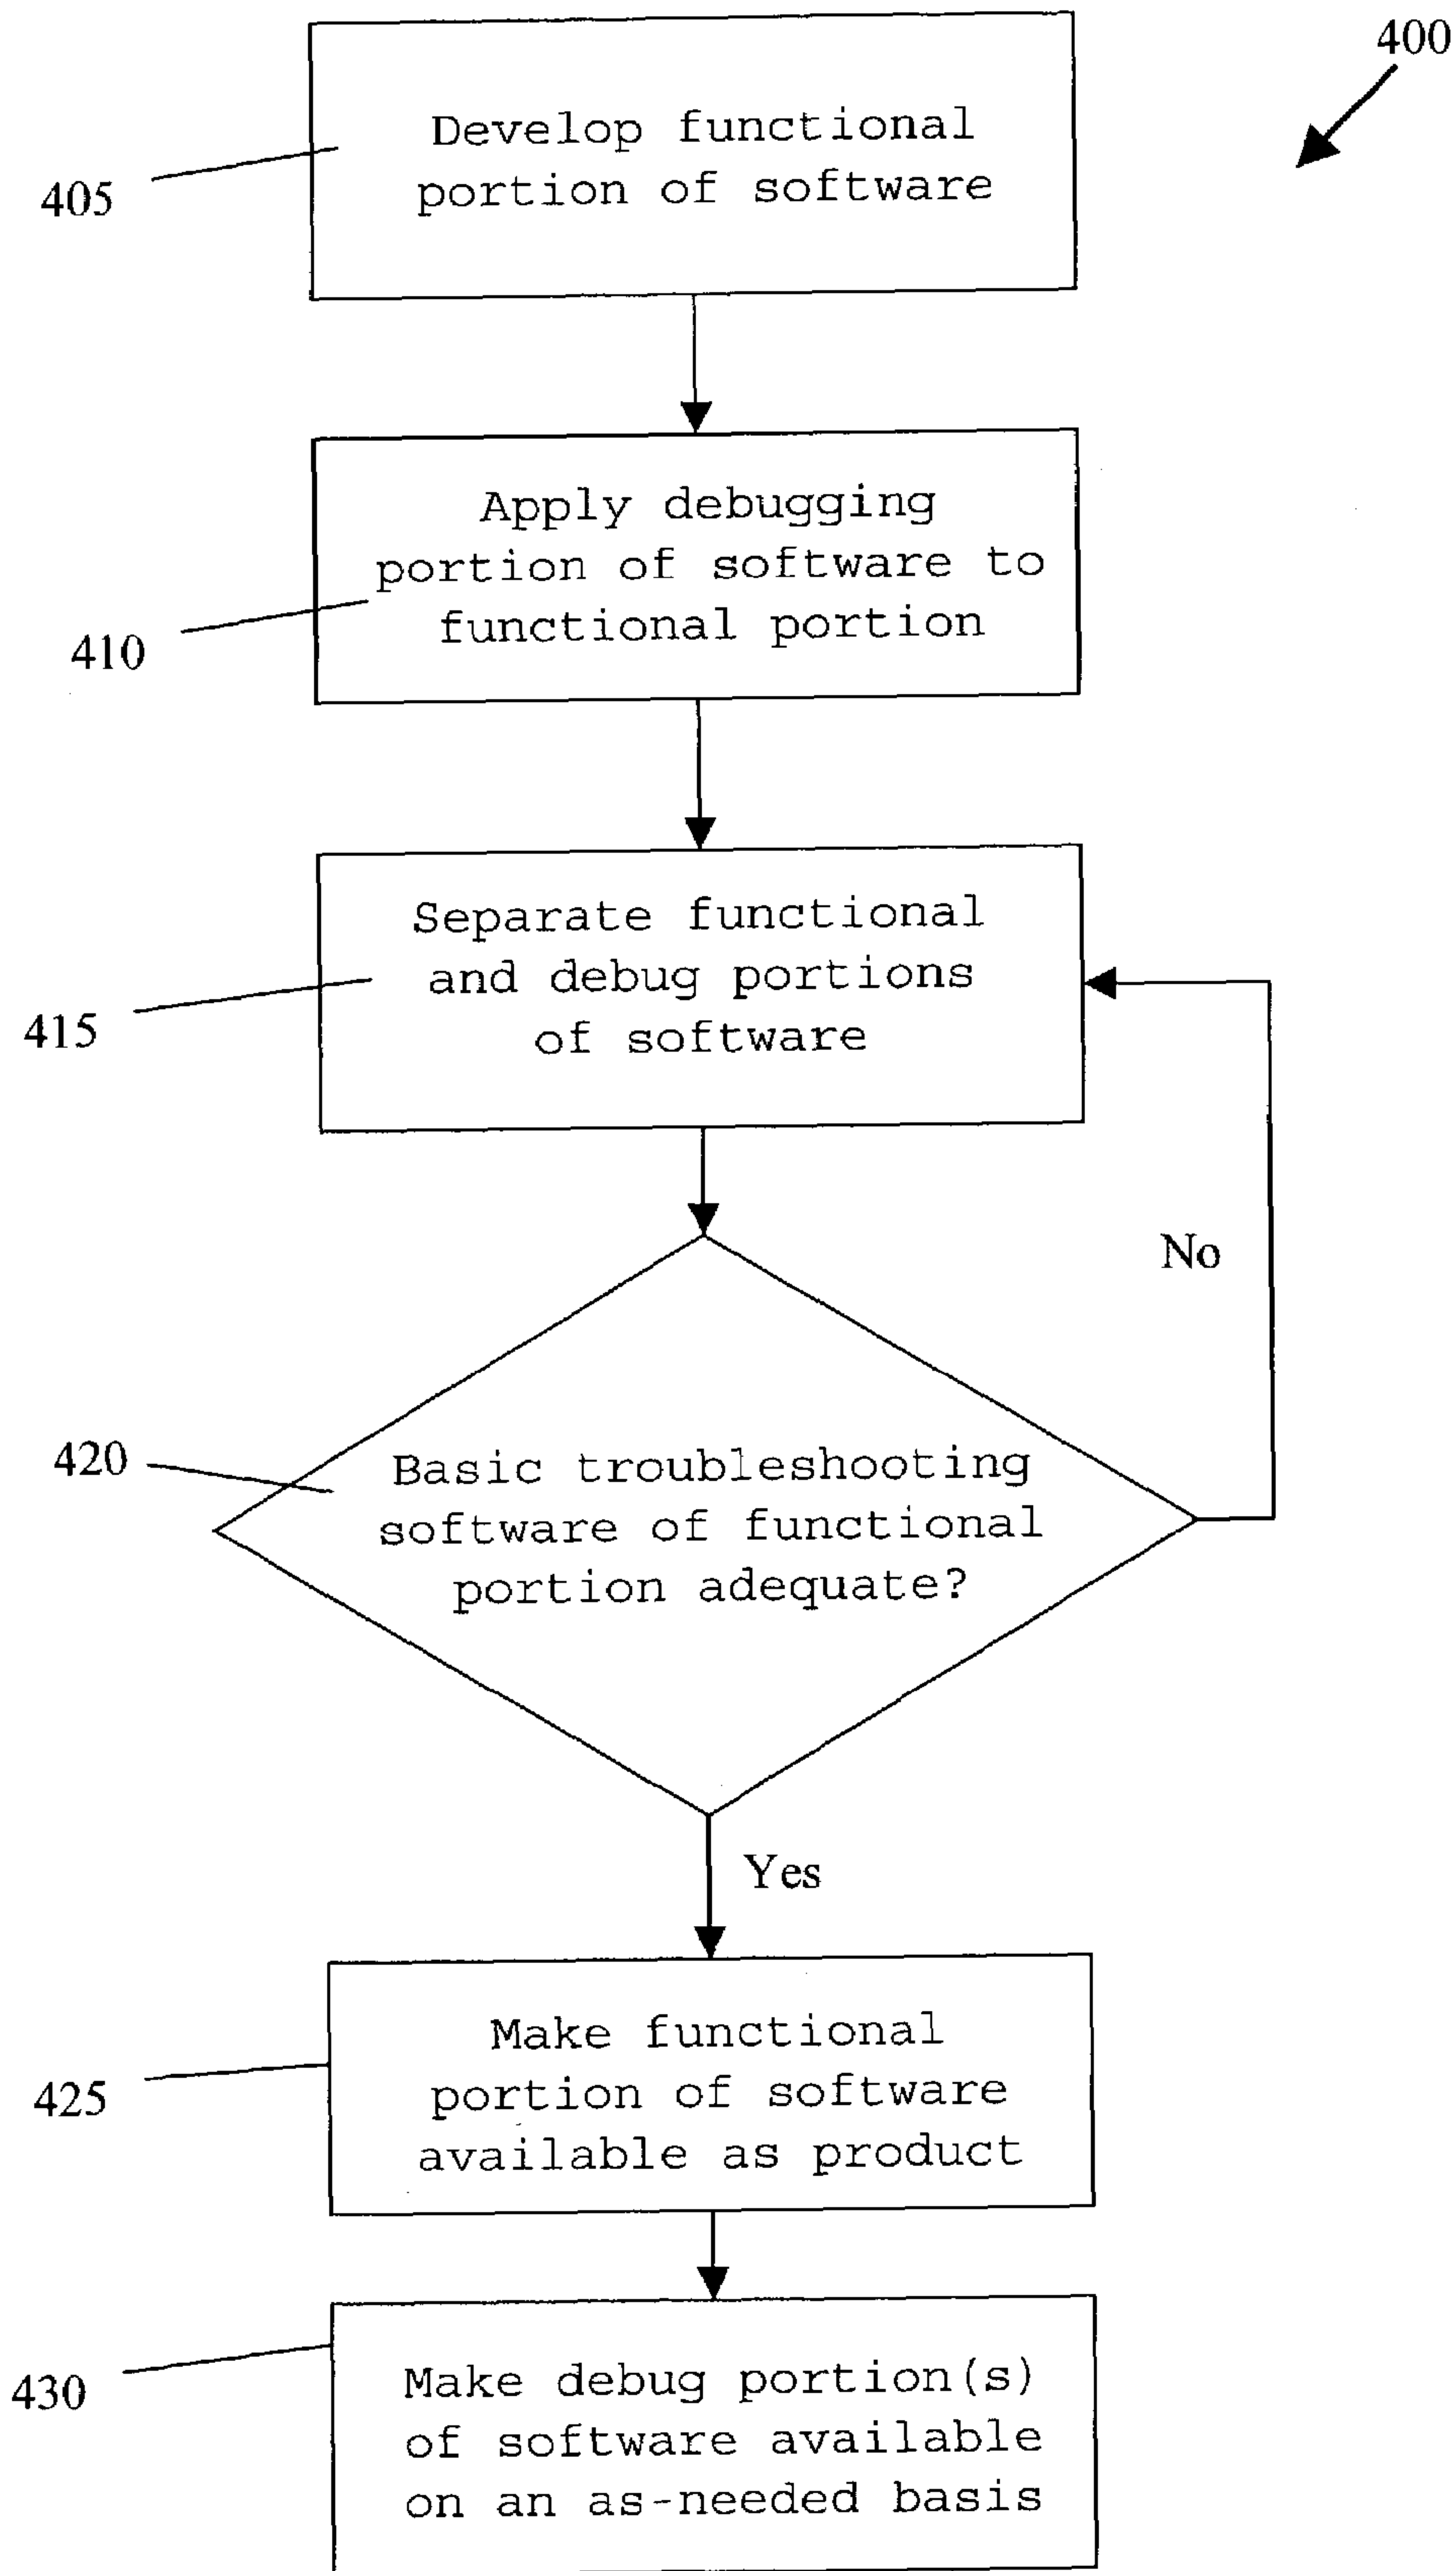 400
Develop functional
portion of software
405
Apply debugging
portion of software to
functional portion
410
Separate functional
and debug portions
of software
415
No
420
Basic troubleshooting
software of functional
portion adequate?
Yes
Make functional
portion of software
available as product
425
Make debug portion(s)
of software available
on an as-needed basis
430